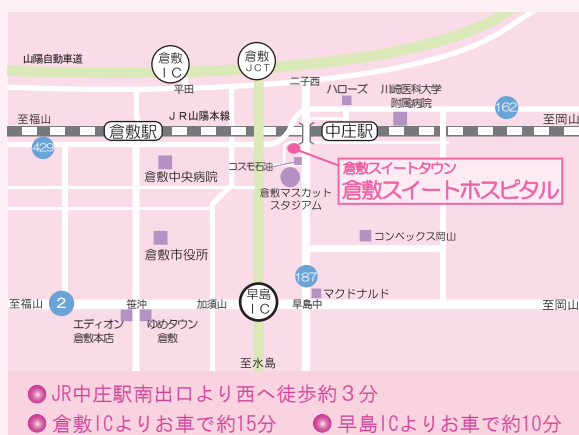 山陽自動車道
倉敷
IC
倉敷
JCT
平田
二子西
ハローズ
川崎医科大学
附属病院
162
至福山
JR山陽本線
至岡山
倉敷駅
中庄駅
429
倉敷中央病院
コスモ石油
倉敷マスカット
スタジアム
倉敷スイートタウン
倉敷スイートホスピタル
コンベックス岡山
倉敷市役所
187
マクドナルド
至福山
2
笹沖
加須山
早島
IC
早島中
至岡山
エディオン
倉敷本店
ゆめタウン
倉敷
至水島
JR中庄駅南出口より西へ徒歩約3分
倉敷ICよりお車で約15分
早島ICよりお車で約10分